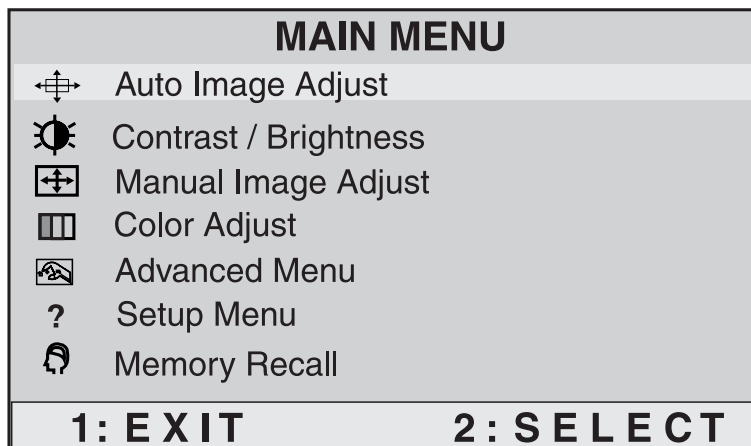 MAIN MENU
Auto Image Adjust
Contrast / Brightness
Manual Image Adjust
Color Adjust
Advanced Menu
? Setup Menu
Memory Recall
1: EXIT 2: SELECT